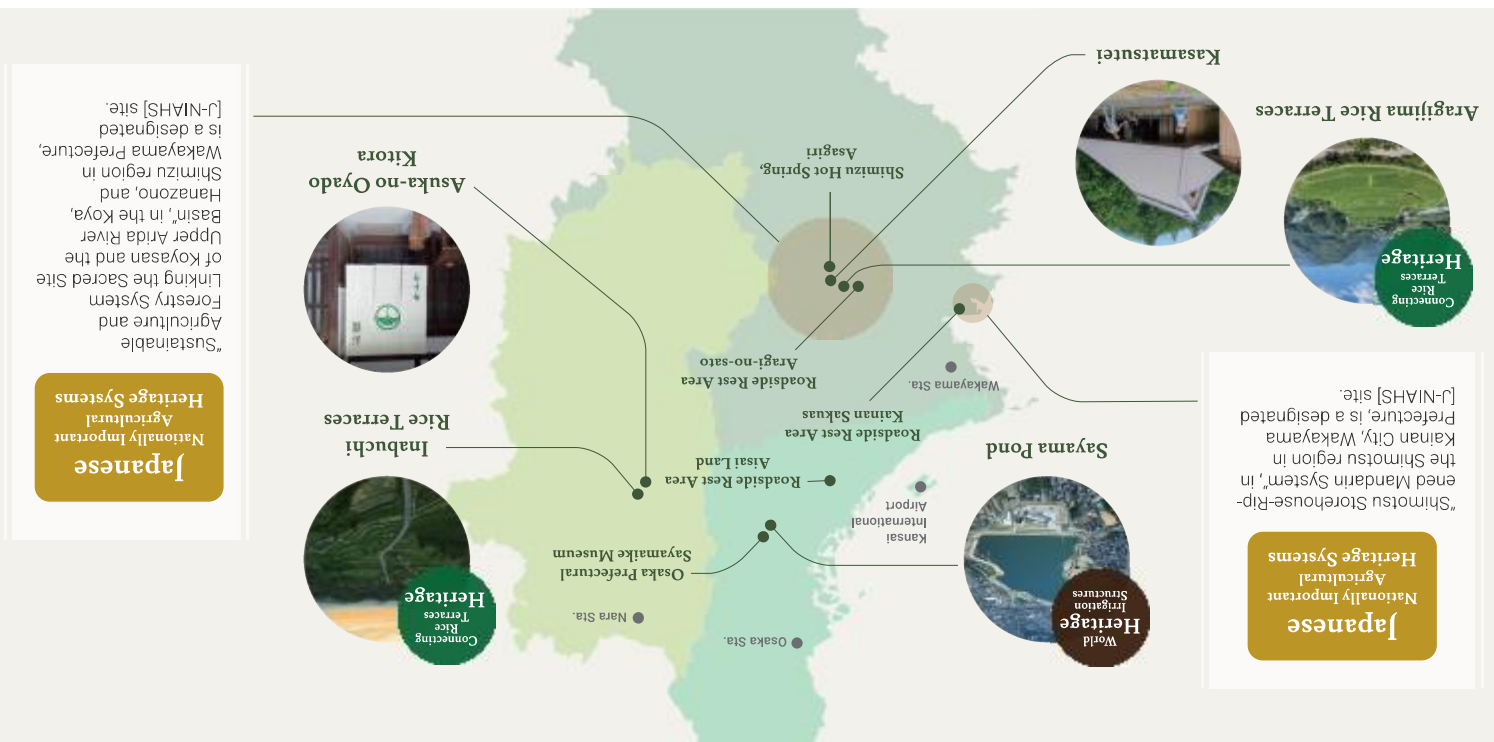 Japanese
Nationally Important
Agricultural
Heritage Systems
"Shimotsu Storehouse-Rip-
ened Mandarin System", in
the Shimotsu region in
Kainan City, Wakayama
Prefecture, is a designated
[J-NIAHS] site.
World
Heritage
Irrigation
Structures
Sayama Pond
Osaka Sta.
Nara Sta.
Osaka Prefectural
Sayamaike Museum
Kansai
International
Airport
Roadside Rest Area
Aisai Land
Roadside Rest Area
Kainan Sakuas
Wakayama Sta.
Roadside Rest Area
Aragi-no-sato
Connecting
Rice
Terraces
Heritage
Inabuchi
Rice Terraces
Connecting
Rice
Terraces
Heritage
Aragijima Rice Terraces
Kasamatsutei
Shimizu Hot Spring,
Asagiri
Asuka-no Oyado
Kitora
Japanese
Nationally Important
Agricultural
Heritage Systems
"Sustainable
Agriculture and
Forestry System
Linking the Sacred Site
of Koyasan and the
Upper Arida River
Basin", in the Koya,
Hanazono, and
Shimizu region in
Wakayama Prefecture,
is a designated
[J-NIAHS] site.